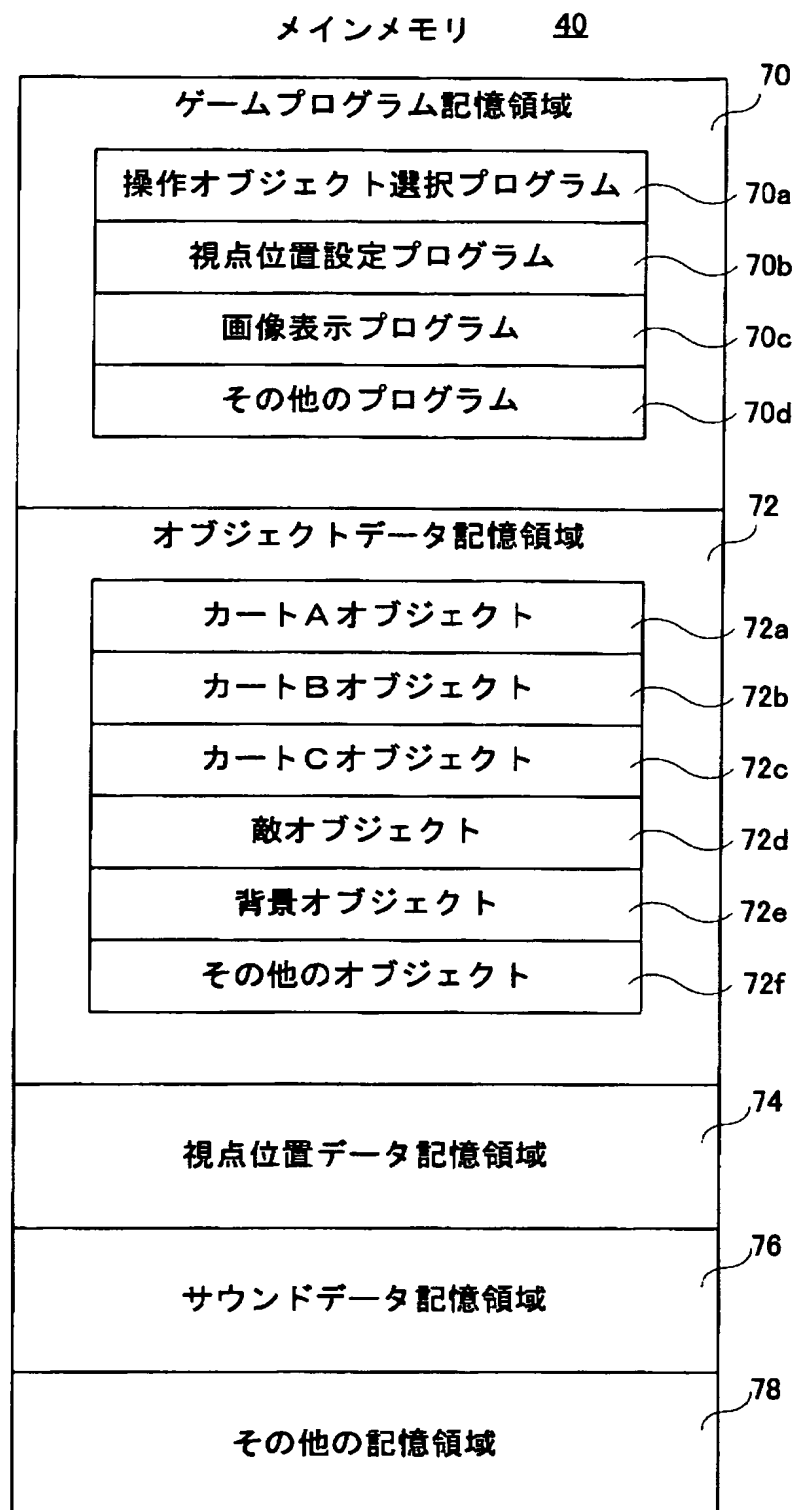 メインメモリ 40
70
ゲームプログラム記憶領域
操作オブジェクト選択プログラム 70a
視点位置設定プログラム 70b
画像表示プログラム 70c
その他のプログラム 70d
72
オブジェクトデータ記憶領域
カートAオブジェクト 72a
カートBオブジェクト 72b
カートCオブジェクト 72c
敵オブジェクト 72d
背景オブジェクト 72e
その他のオブジェクト 72f
74
視点位置データ記憶領域
76
サウンドデータ記憶領域
78
その他の記憶領域